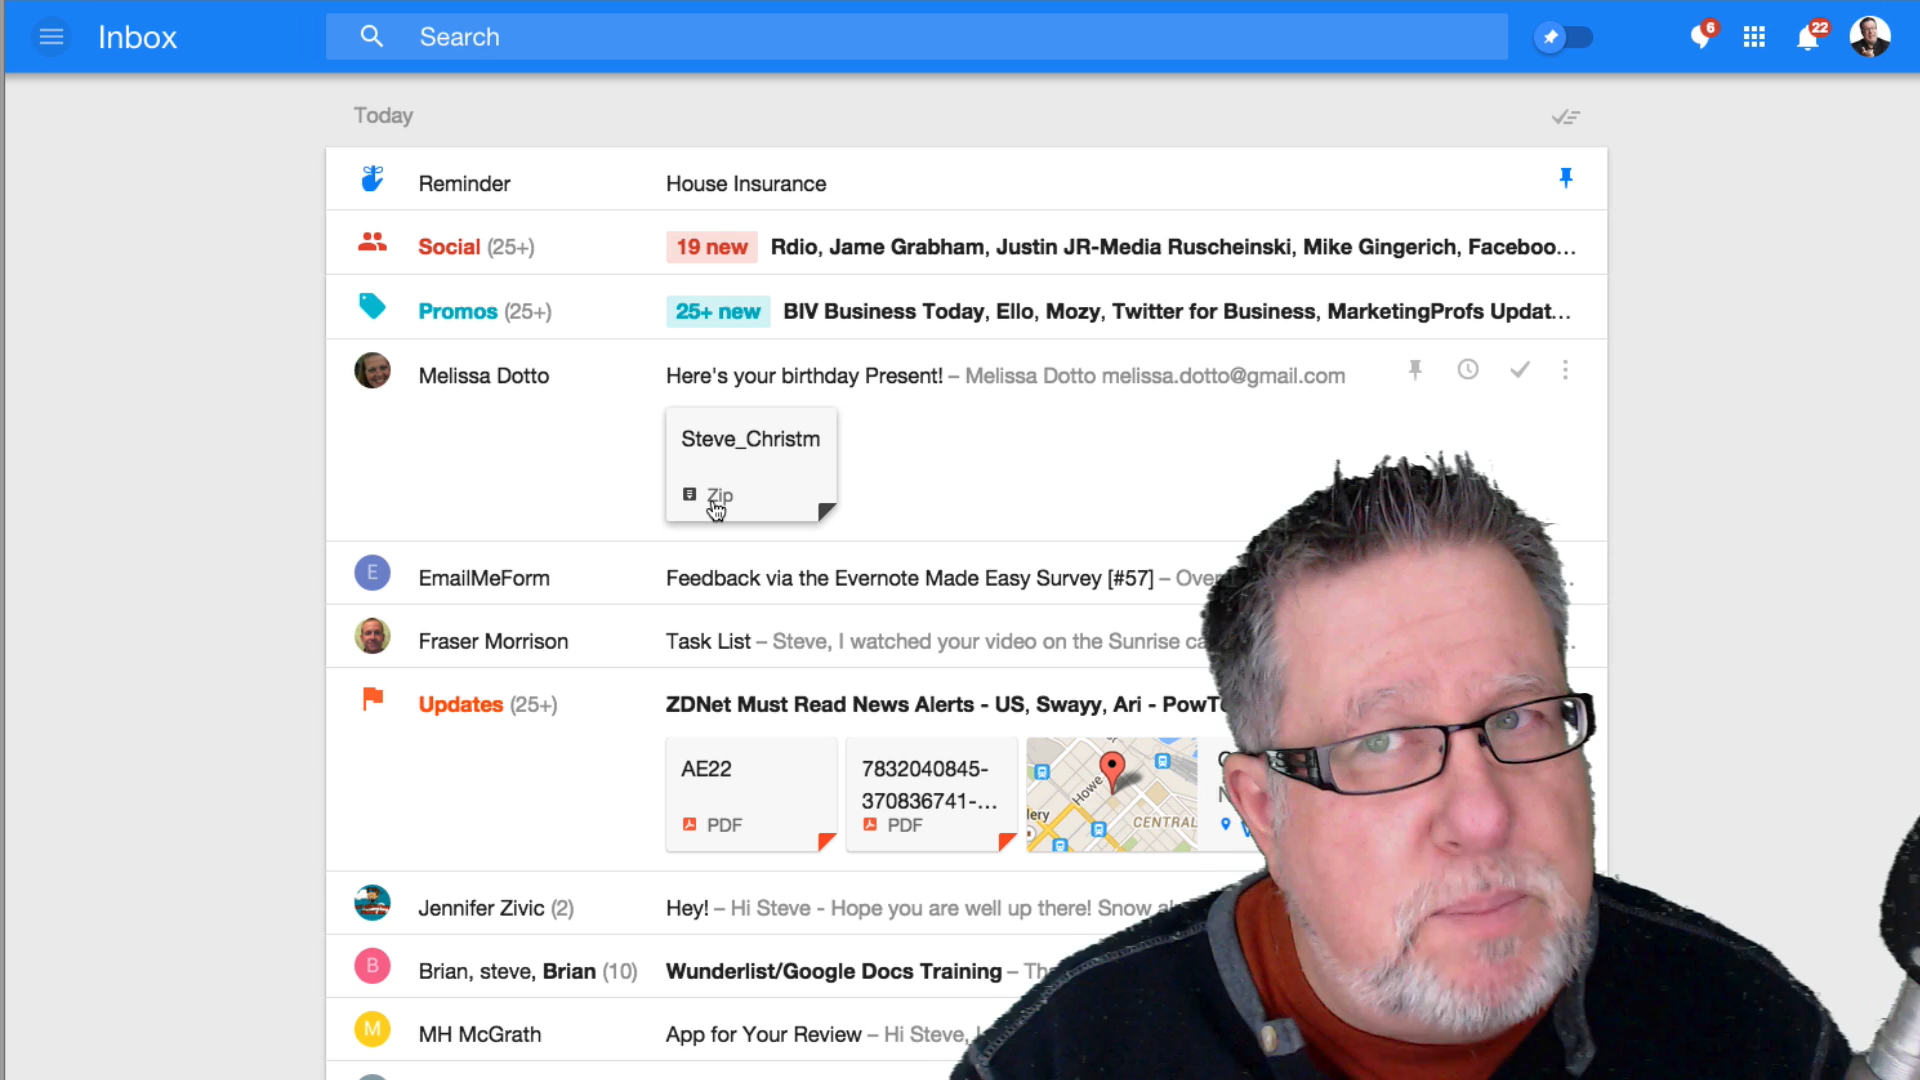 Inbox
Search
6
22
Today
Reminder House Insurance
Social (25+) 19 new Rdio, Jame Grabham, Justin JR-Media Ruscheinski, Mike Gingerich, Faceboo...
Promos (25+) 25+ new BIV Business Today, Ello, Mozy, Twitter for Business, MarketingProfs Updat...
Melissa Dotto Here's your birthday Present! – Melissa Dotto melissa.dotto@gmail.com
Steve_Christm
Zip
E EmailMeForm Feedback via the Evernote Made Easy Survey [#57] – Over
Fraser Morrison Task List – Steve, I watched your video on the Sunrise ca
Updates (25+) ZDNet Must Read News Alerts - US, Swayy, Ari - PowT
AE22
PDF
7832040845-
370836741-...
PDF
Howe
lery
CENTRAL
Jennifer Zivic (2) Hey! – Hi Steve - Hope you are well up there! Snow
B Brian, steve, Brian (10) Wunderlist/Google Docs Training – Tha
M MH McGrath App for Your Review – Hi Steve,